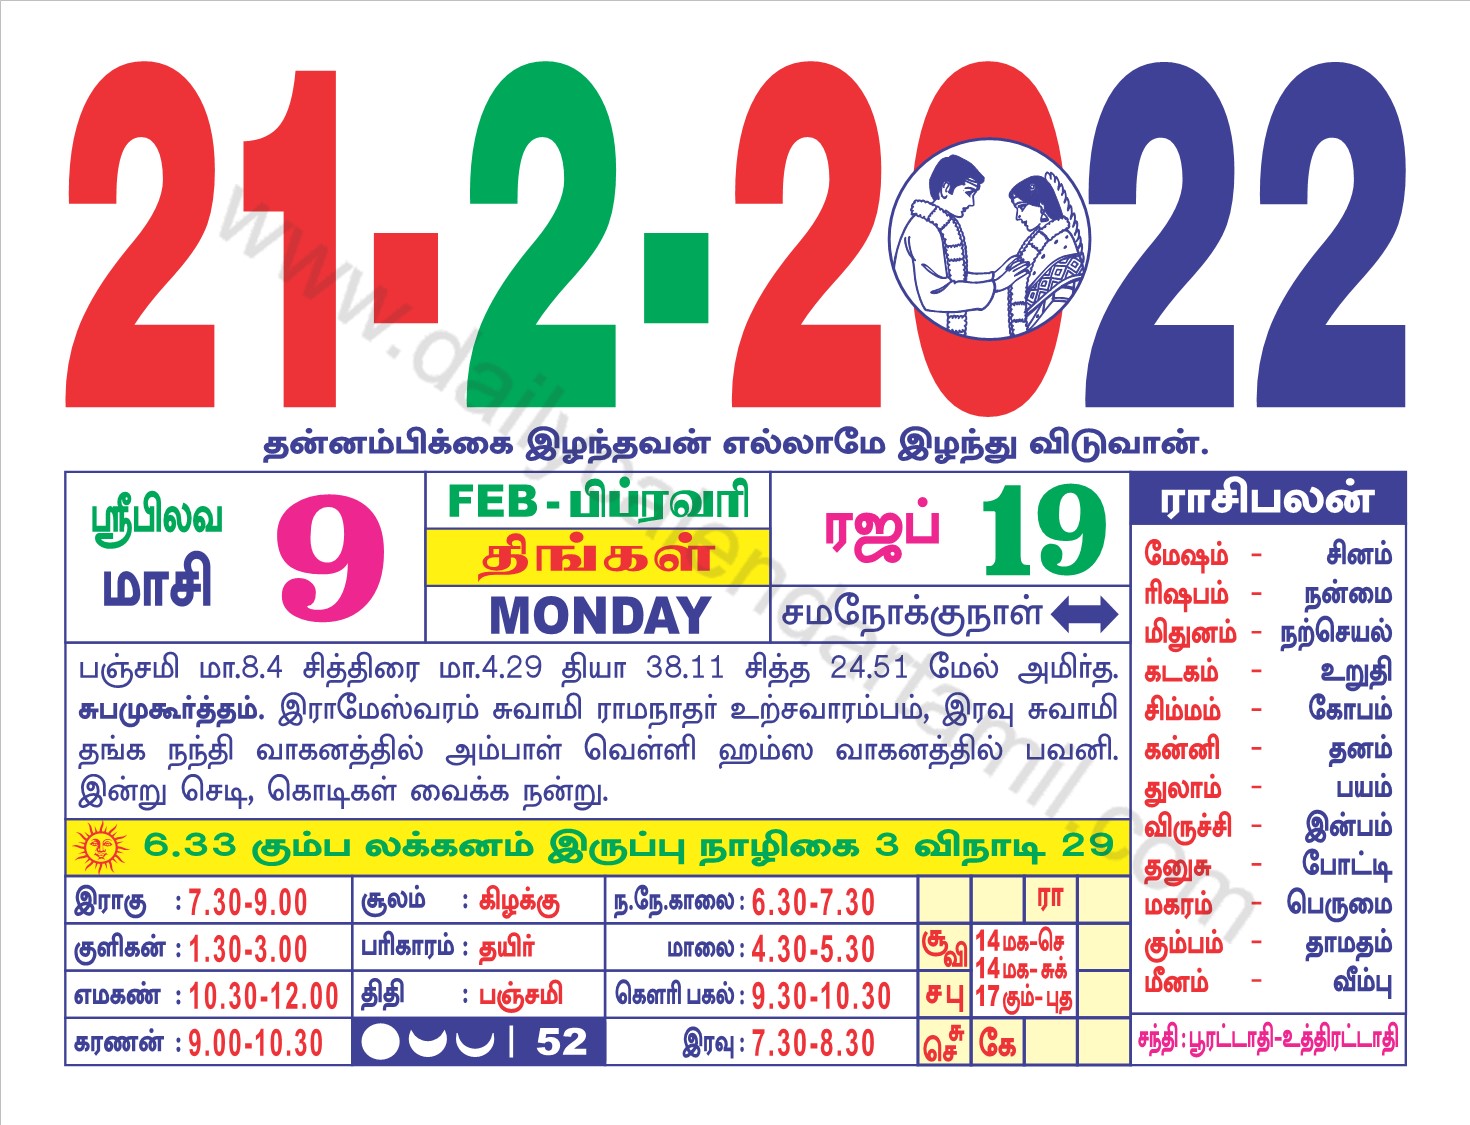 21-2-2022
தன்னம்பிக்கை இழந்தவன் எல்லாமே இழந்து விடுவான்.
ஸ்ரீபிலவ
மாசி 9
FEB - பிப்ரவரி
திங்கள்
MONDAY
ரஜப் 19
சமநோக்குநாள்
பஞ்சமி மா.8.4 சித்திரை மா.4.29 தியா 38.11 சித்த 24.51 மேல் அமிர்த.
சுபமுகூர்த்தம். இராமேஸ்வரம் சுவாமி ராமநாதர் உற்சவாரம்பம், இரவு சுவாமி
தங்க நந்தி வாகனத்தில் அம்பாள் வெள்ளி ஹம்ஸ வாகனத்தில் பவனி.
இன்று செடி, கொடிகள் வைக்க நன்று.
6.33 கும்ப லக்கனம் இருப்பு நாழிகை 3 விநாடி 29
இராகு : 7.30-9.00
குளிகன் : 1.30-3.00
எமகண் : 10.30-12.00
கரணன் : 9.00-10.30
சூலம் : கிழக்கு
பரிகாரம் : தயிர்
திதி : பஞ்சமி
52
ந.நே.காலை : 6.30-7.30
மாலை : 4.30-5.30
கௌரி பகல் : 9.30-10.30
இரவு : 7.30-8.30
ரா
சூ
வி
14 மக-செ
14 மக-சுக்
17 கும்-புத
சபு
சு
செ
கே
ராசிபலன்
மேஷம் - சினம்
ரிஷபம் - நன்மை
மிதுனம் - நற்செயல்
கடகம் - உறுதி
சிம்மம் - கோபம்
கன்னி - தனம்
துலாம் - பயம்
விருச்சி - இன்பம்
தனுசு - போட்டி
மகரம் - பெருமை
கும்பம் - தாமதம்
மீனம் - வீம்பு
சந்தி : பூரட்டாதி-உத்திரட்டாதி
www.dailycalendartamil.com